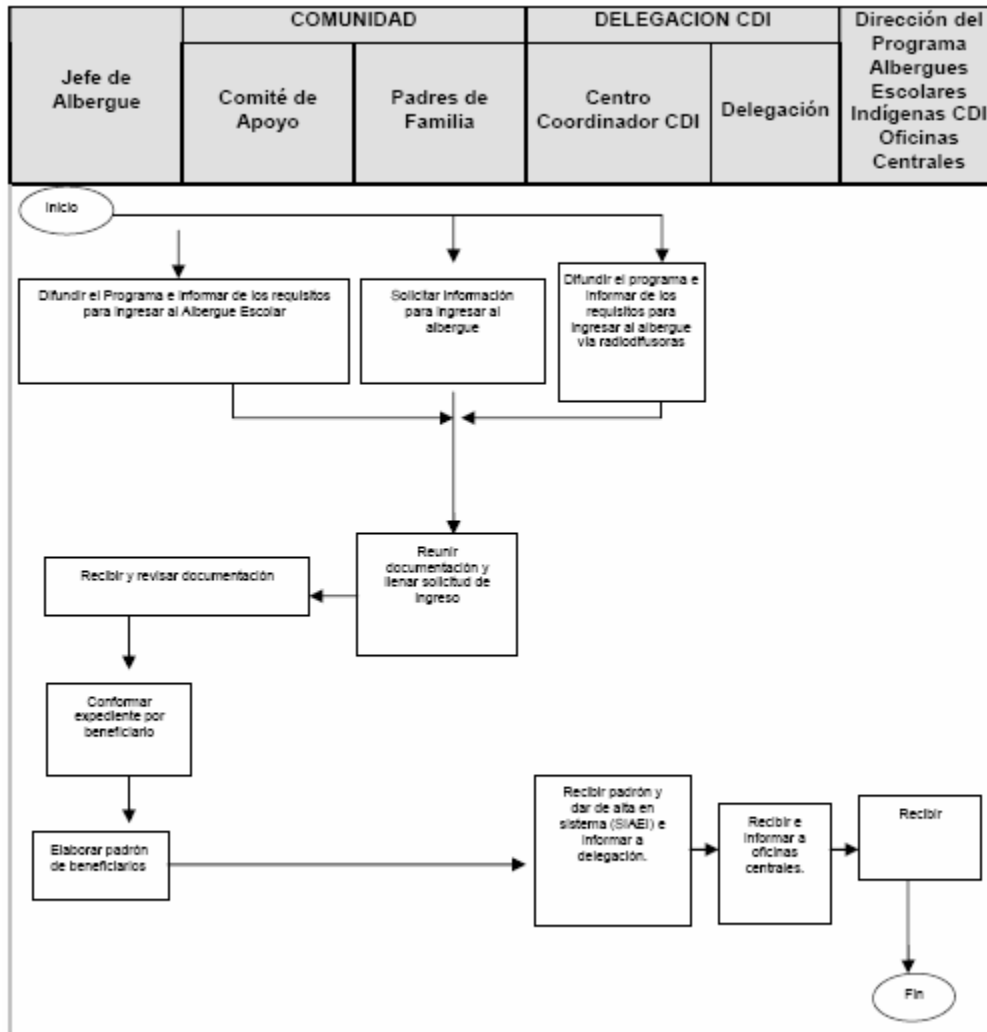 COMUNIDAD
DELEGACION CDI
Dirección del
Programa
Albergues
Escolares
Indígenas CDI
Oficinas
Centrales
Jefe de
Albergue
Comité de
Apoyo
Padres de
Familia
Centro
Coordinador CDI
Delegación
Inicio
Difundir el Programa e Informar de los requisitos
para Ingresar al Albergue Escolar
Solicitar Información
para Ingresar al
albergue
Difundir el programa e
Informar de los
requisitos para
Ingresar al albergue
vía radiodifusoras
Reunir
documentación y
llenar solicitud de
Ingreso
Recibir y revisar documentación
Conformar
expediente por
beneficiario
Elaborar padrón
de beneficiarios
Recibir padrón y
dar de alta en
sistema (SIAEI) e
Informar a
delegación.
Recibir e
Informar a
oficinas
centrales.
Recibir
Fin